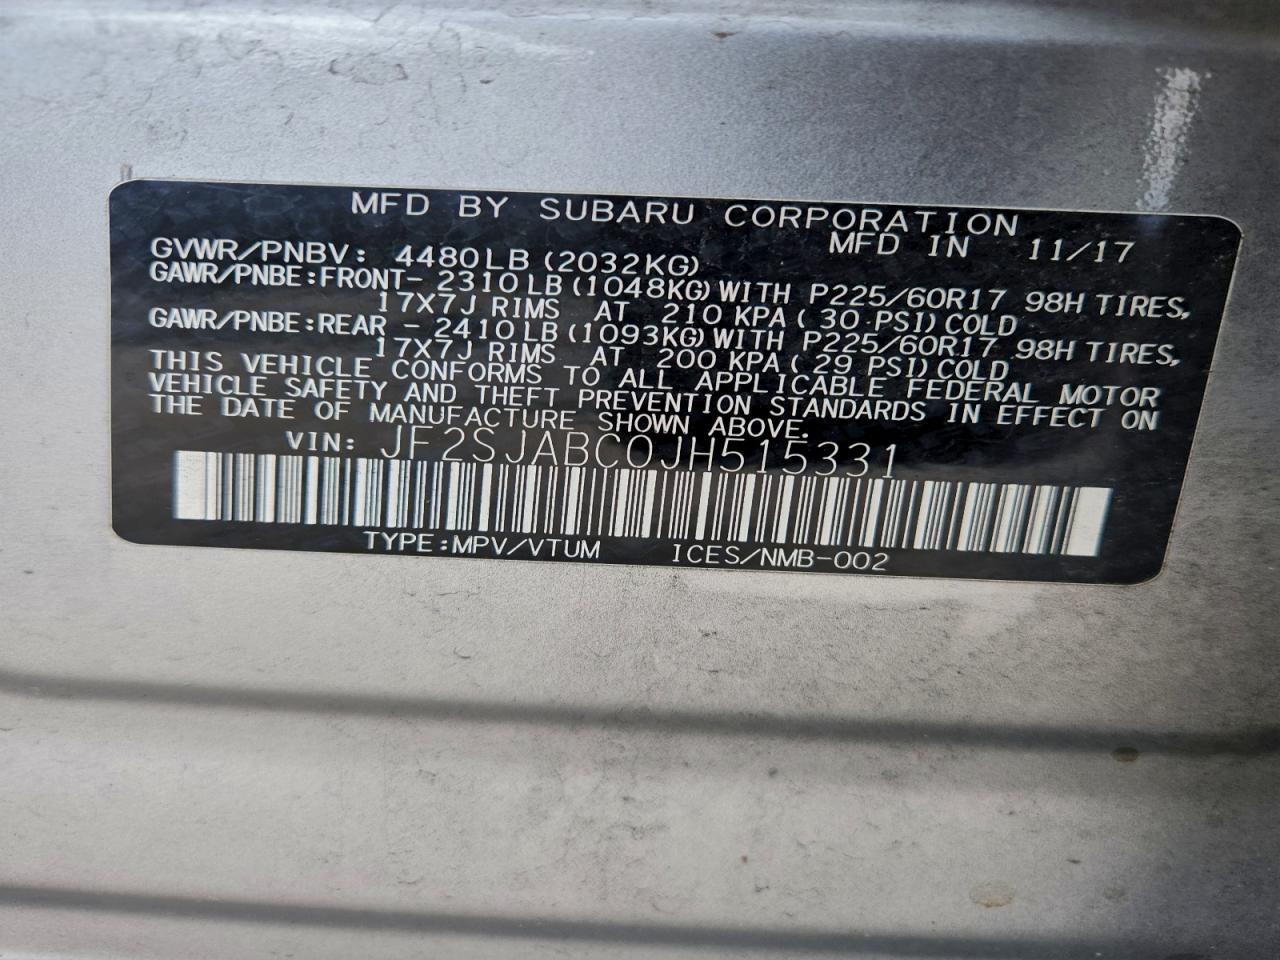 MFD BY SUBARU CORPORATION
MFD IN 11/17
GVWR/PNBV: 4480LB (2032KG)
GAWR/PNBE:FRONT- 2310LB (1048KG) WITH P225/60R17 98H TIRES,
17X7J RIMS AT 210 KPA ( 30 PSI) COLD
GAWR/PNBE:REAR - 2410LB (1093KG) WITH P225/60R17 98H TIRES,
17X7J RIMS AT 200 KPA ( 29 PSI) COLD
THIS VEHICLE CONFORMS TO ALL APPLICABLE FEDERAL MOTOR
VEHICLE SAFETY AND THEFT PREVENTION STANDARDS IN EFFECT ON
THE DATE OF MANUFACTURE SHOWN ABOVE.
VIN: JF2SJABC0JH515331
TYPE:MPV/VTUM ICES/NMB-002